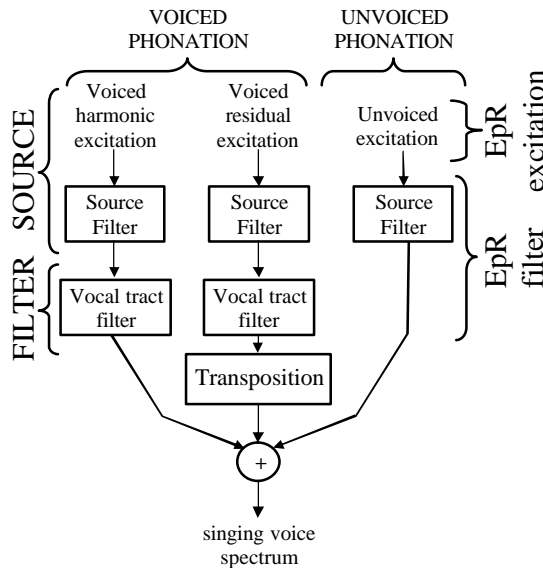 VOICED
PHONATION
UNVOICED
PHONATION
Voiced
harmonic
excitation
Voiced
residual
excitation
Unvoiced
excitation
EpR
excitation
SOURCE
Source
Filter
Source
Filter
Source
Filter
EpR
filter
FILTER
Vocal tract
filter
Vocal tract
filter
Transposition
+
singing voice
spectrum